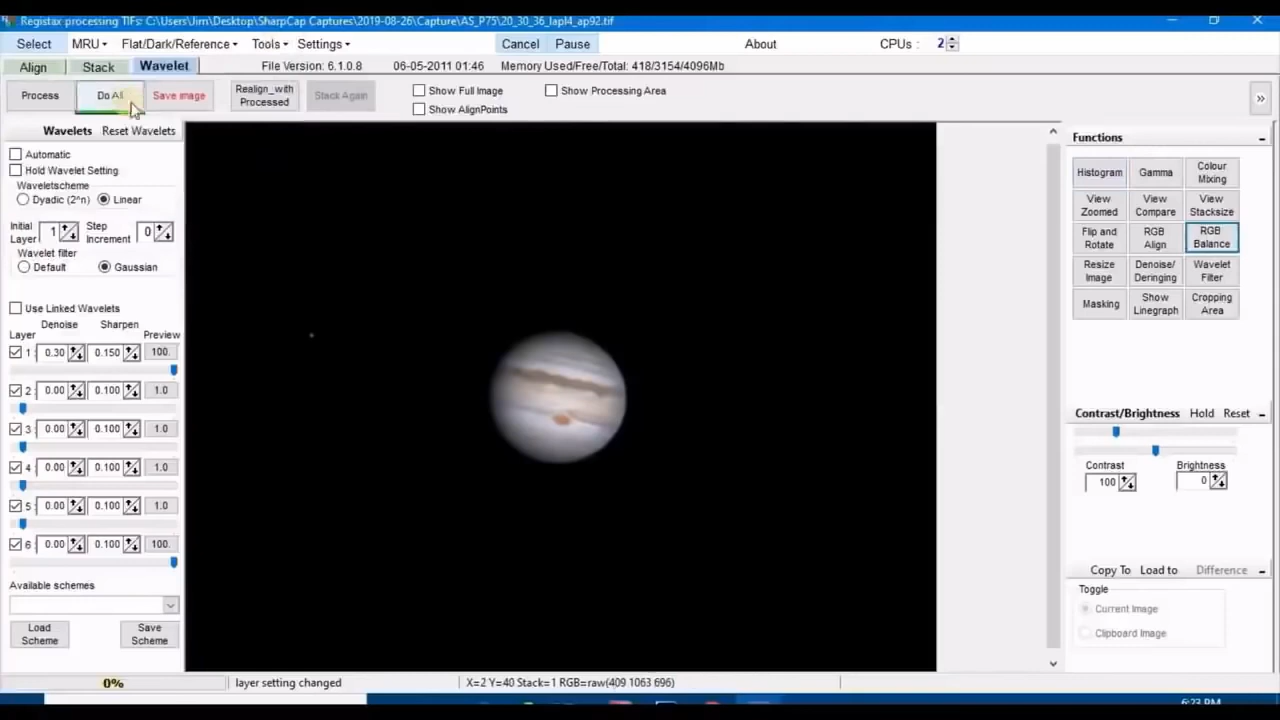 Registax processing TIFs: C:\Users\Jim\Desktop\SharpCap Captures\2019-08-26\Capture\AS_P75\20_30_36_lapl4_ap92.tif
Select MRU Flat/Dark/Reference Tools Settings Cancel Pause About CPUs : 2
Align Stack Wavelet File Version: 6.1.0.8 06-05-2011 01:46 Memory Used/Free/Total: 418/3154/4096Mb
Process Do All Save image Realign_with Processed Stack Again
Show Full Image Show Processing Area
Show AlignPoints
»
Wavelets Reset Wavelets
Automatic
Hold Wavelet Setting
Waveletscheme
Dyadic (2^n) Linear
Initial Layer 1 Step Increment 0
Wavelet filter
Default Gaussian
Use Linked Wavelets
Denoise Sharpen
Layer Preview
1 : 0.30 0.150 100.
2 : 0.00 0.100 1.0
3 : 0.00 0.100 1.0
4 : 0.00 0.100 1.0
5 : 0.00 0.100 1.0
6 : 0.00 0.100 100.
Available schemes
Load Scheme Save Scheme
Functions
Histogram Gamma Colour Mixing
View Zoomed View Compare View Stacksize
Flip and Rotate RGB Align RGB Balance
Resize Image Denoise/ Deringing Wavelet Filter
Masking Show Linegraph Cropping Area
Contrast/Brightness Hold Reset
Contrast Brightness
100 0
Copy To Load to Difference
Toggle
Current Image
Clipboard Image
0% layer setting changed X=2 Y=40 Stack=1 RGB=raw(409 1063 696)
6:23 PM